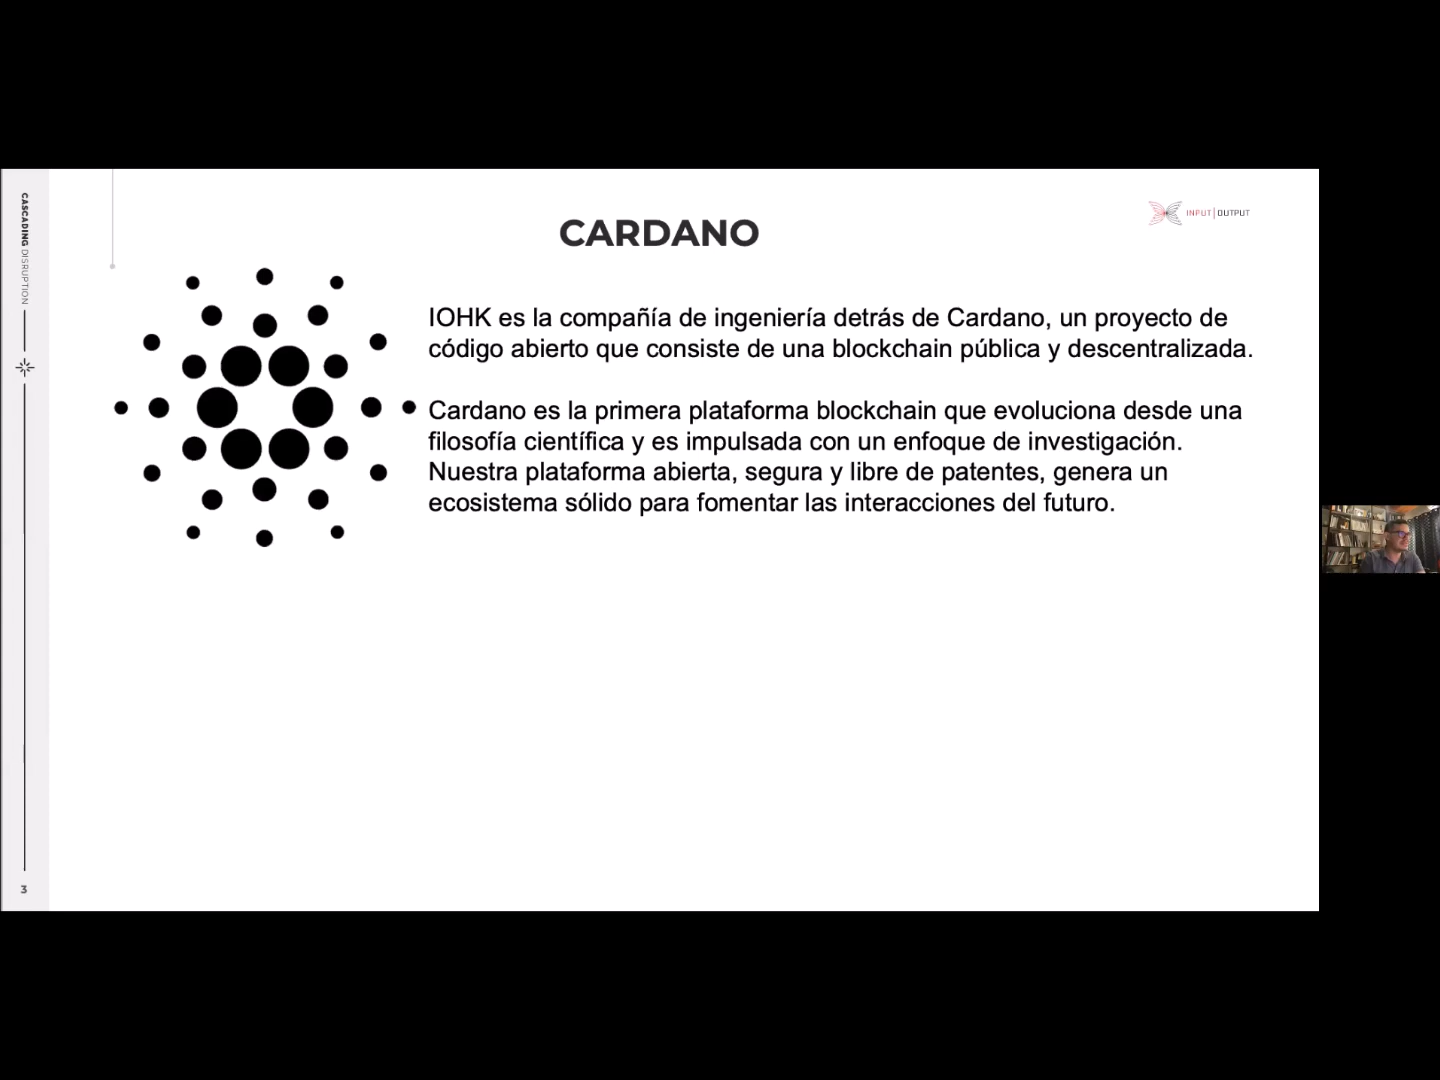 CASCADING DISRUPTION
CARDANO
INPUT|OUTPUT
IOHK es la compañía de ingeniería detrás de Cardano, un proyecto de
código abierto que consiste de una blockchain pública y descentralizada.
Cardano es la primera plataforma blockchain que evoluciona desde una
filosofía científica y es impulsada con un enfoque de investigación.
Nuestra plataforma abierta, segura y libre de patentes, genera un
ecosistema sólido para fomentar las interacciones del futuro.
3